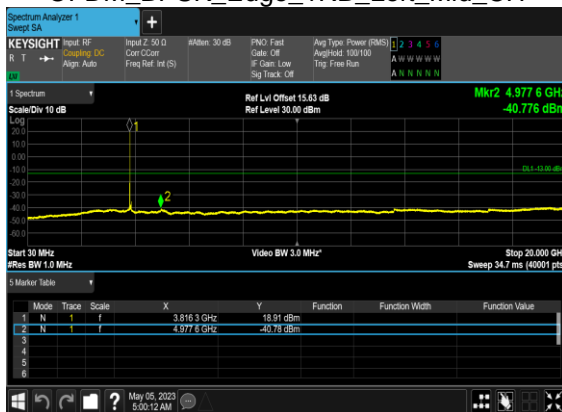 Spectrum Analyzer 1
Swept SA
+
KEYSIGHT
R T
Input: RF
Coupling: DC
Align: Auto
Input Z: 50 Ω
Corr CCorr
Freq Ref: Int (S)
#Atten: 30 dB
PNO: Fast
Gate: Off
IF Gain: Low
Sig Track: Off
Avg Type: Power (RMS)
Avg|Hold: 100/100
Trig: Free Run
1 2 3 4 5 6
A W W W W W
A N N N N N
1 Spectrum
Scale/Div 10 dB
Log
Ref Lvl Offset 15.63 dB
Ref Level 30.00 dBm
Mkr2 4.977 6 GHz
-40.776 dBm
20.0
10.0
0.00
-10.0
-20.0
-30.0
-40.0
-50.0
-60.0
1
2
DL1 -13.00 dBm
Start 30 MHz
#Res BW 1.0 MHz
Video BW 3.0 MHz*
Stop 20.000 GHz
Sweep 34.7 ms (40001 pts)
5 Marker Table
Mode Trace Scale X Y Function Function Width Function Value
1 N 1 f 3.816 3 GHz 18.91 dBm
2 N 1 f 4.977 6 GHz -40.78 dBm
3
4
5
6
?
May 05, 2023
5:00:12 AM